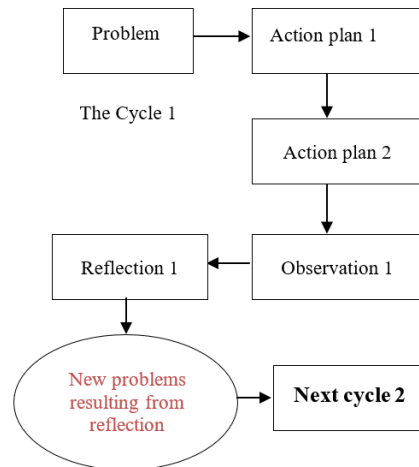 Problem
Action plan 1
The Cycle 1
Action plan 2
Reflection 1
Observation 1
New problems
resulting from
reflection
Next cycle 2